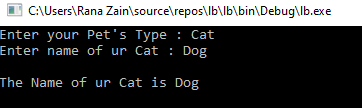 C:\Users\Rana Zain\source\repos\lb\lb\bin\Debug\lb.exe
Enter your Pet's Type : Cat
Enter name of ur Cat : Dog
The Name of ur Cat is Dog